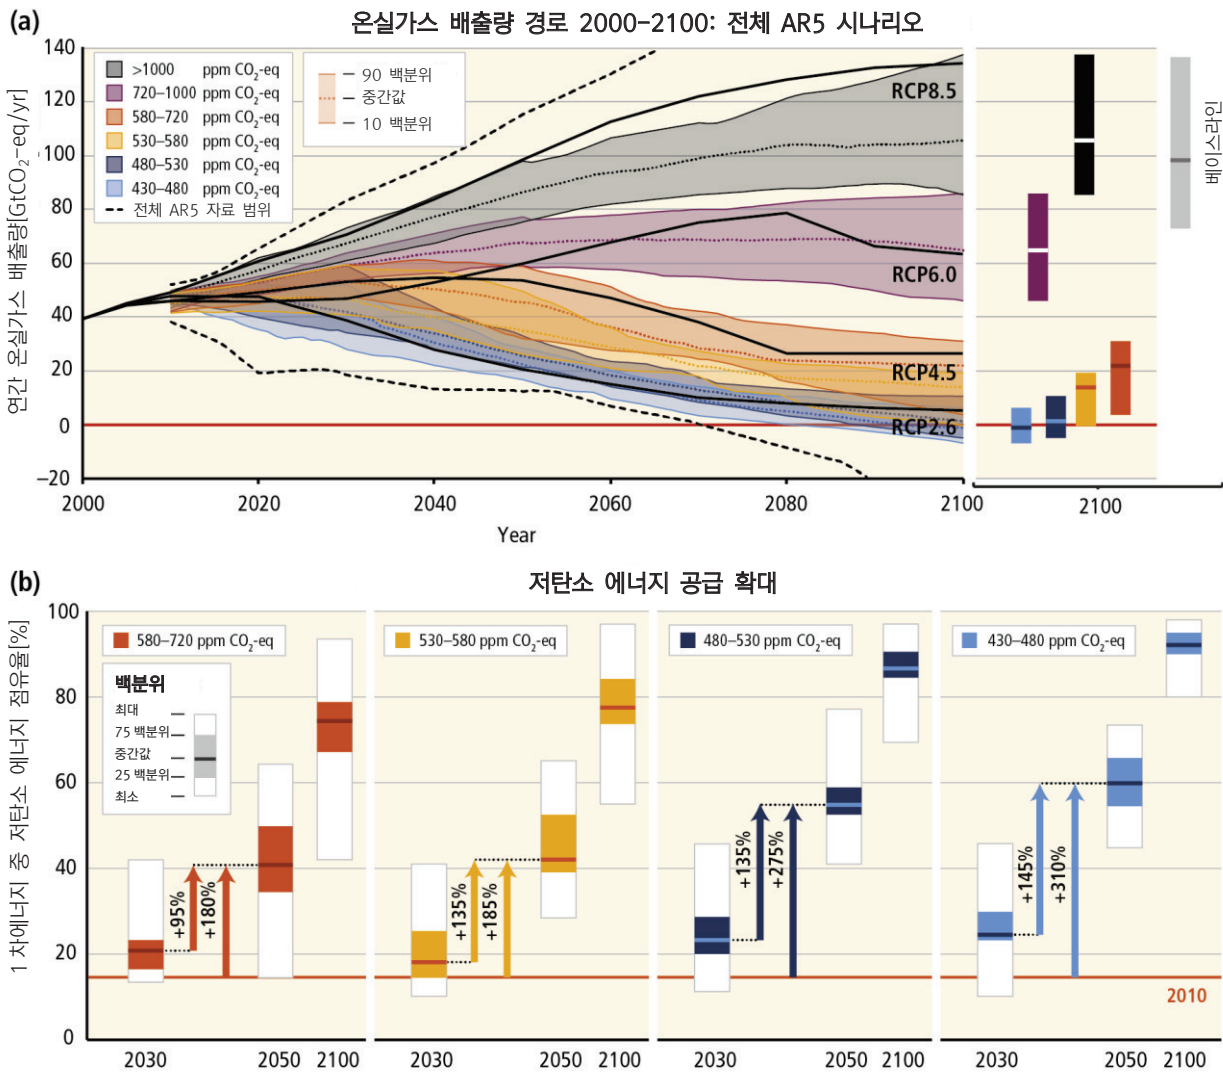 (a)
온실가스 배출량 경로 2000–2100: 전체 AR5 시나리오
연간 온실가스 배출량[GtCO2-eq/yr]
140
120
100
80
60
40
20
0
–20
>1000 ppm CO2-eq
720–1000 ppm CO2-eq
580–720 ppm CO2-eq
530–580 ppm CO2-eq
480–530 ppm CO2-eq
430–480 ppm CO2-eq
전체 AR5 자료 범위
90 백분위
중간값
10 백분위
RCP8.5
RCP6.0
RCP4.5
RCP2.6
베이스라인
2000 2020 2040 2060 2080 2100 2100
Year
(b)
저탄소 에너지 공급 확대
1 차에너지 중 저탄소 에너지 점유율[%]
100
80
60
40
20
0
580–720 ppm CO2-eq
백분위
최대
75 백분위
중간값
25 백분위
최소
+95%
+180%
2030 2050 2100
530–580 ppm CO2-eq
+135%
+185%
2030 2050 2100
480–530 ppm CO2-eq
+135%
+275%
2030 2050 2100
430–480 ppm CO2-eq
+145%
+310%
2010
2030 2050 2100